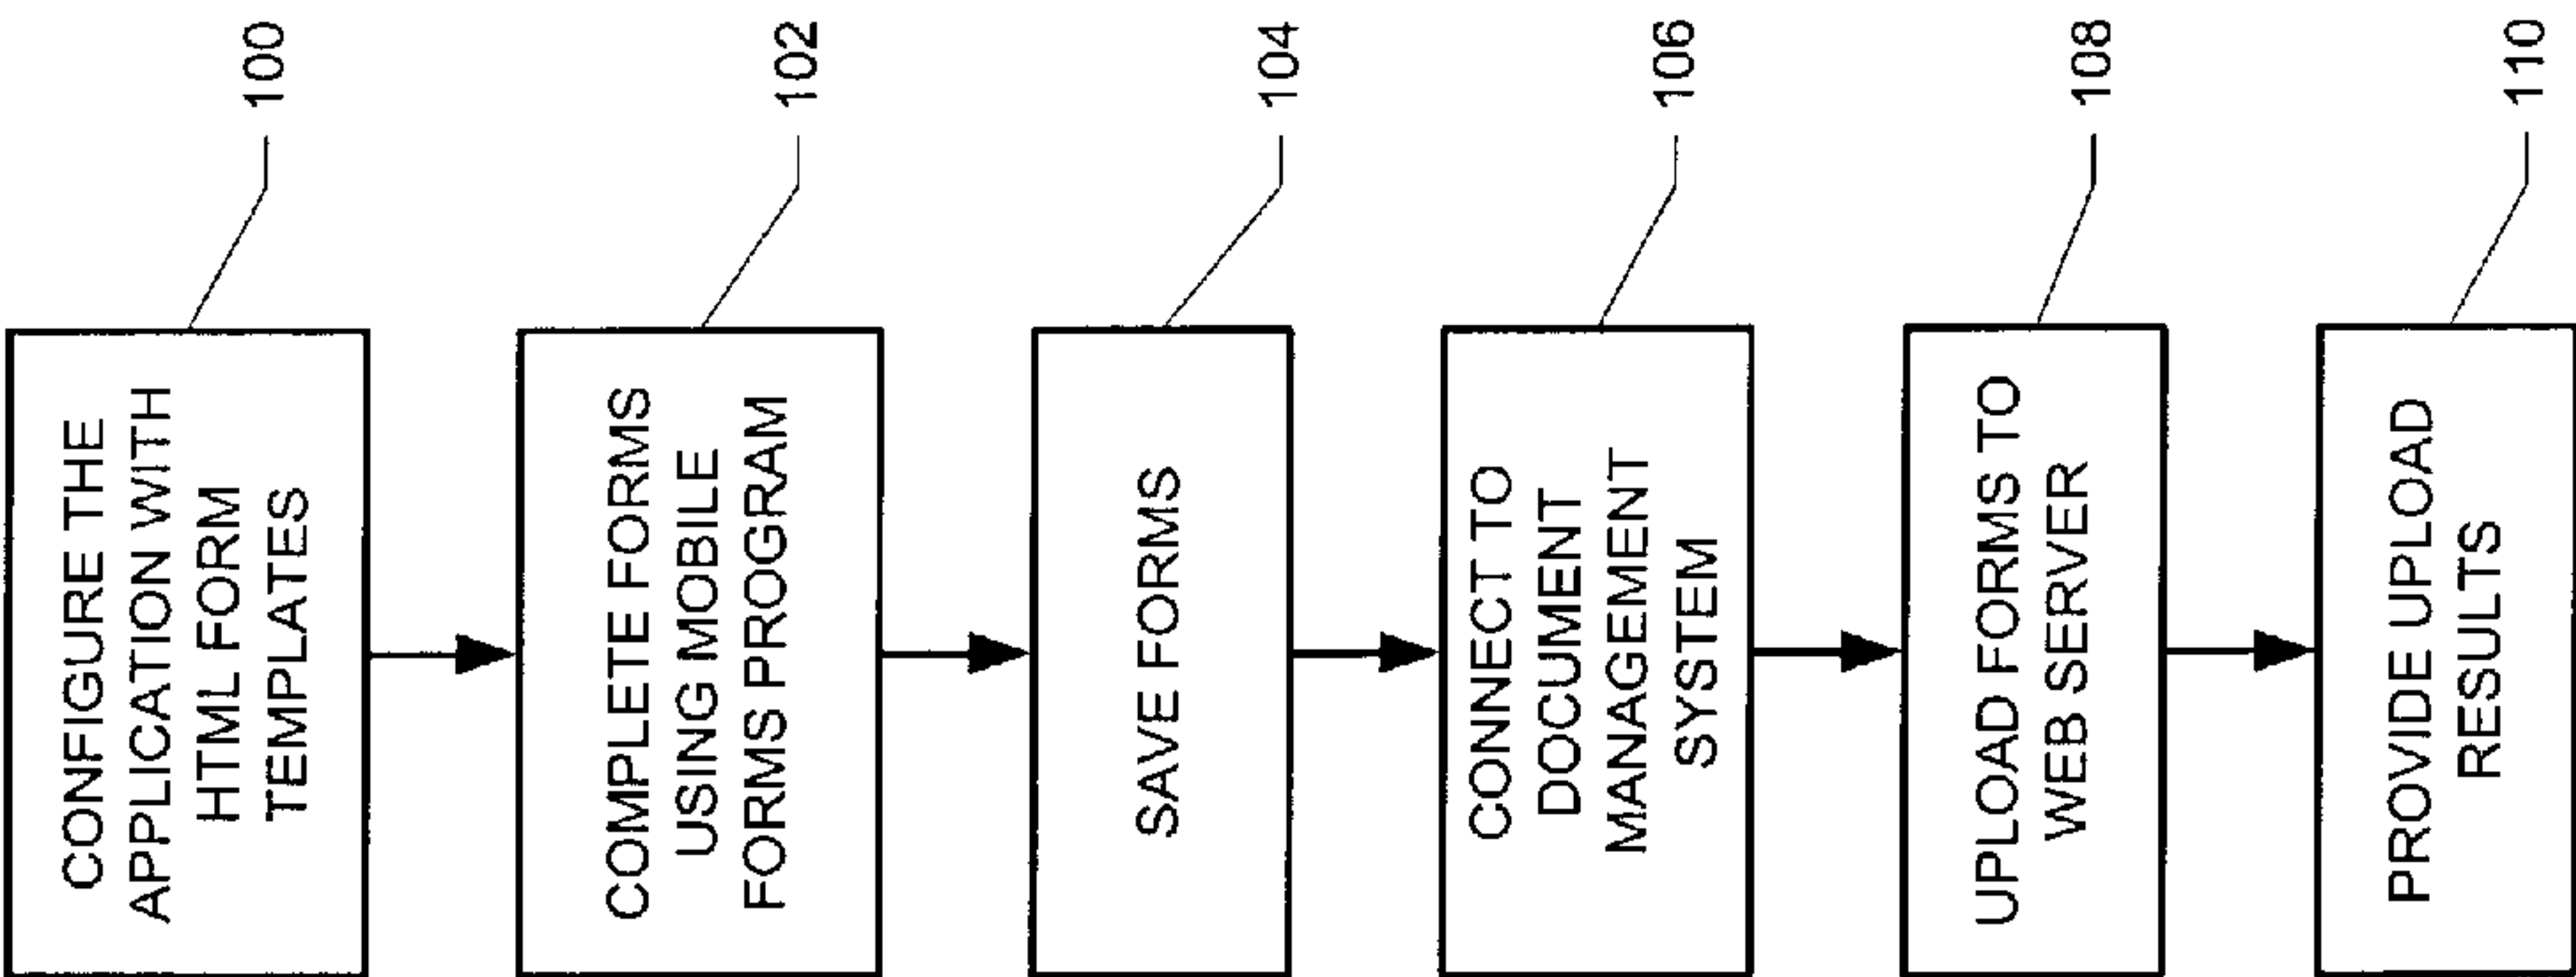 CONFIGURE THE
APPLICATION WITH
HTML FORM
TEMPLATES
100
COMPLETE FORMS
USING MOBILE
FORMS PROGRAM
102
SAVE FORMS
104
CONNECT TO
DOCUMENT
MANAGEMENT
SYSTEM
106
UPLOAD FORMS TO
WEB SERVER
108
PROVIDE UPLOAD
RESULTS
110